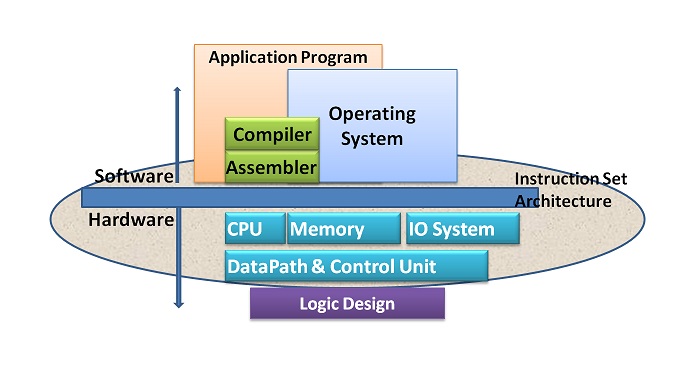 Application Program
Operating
System
Compiler
Assembler
Software
Instruction Set
Architecture
Hardware
CPU
Memory
IO System
DataPath & Control Unit
Logic Design